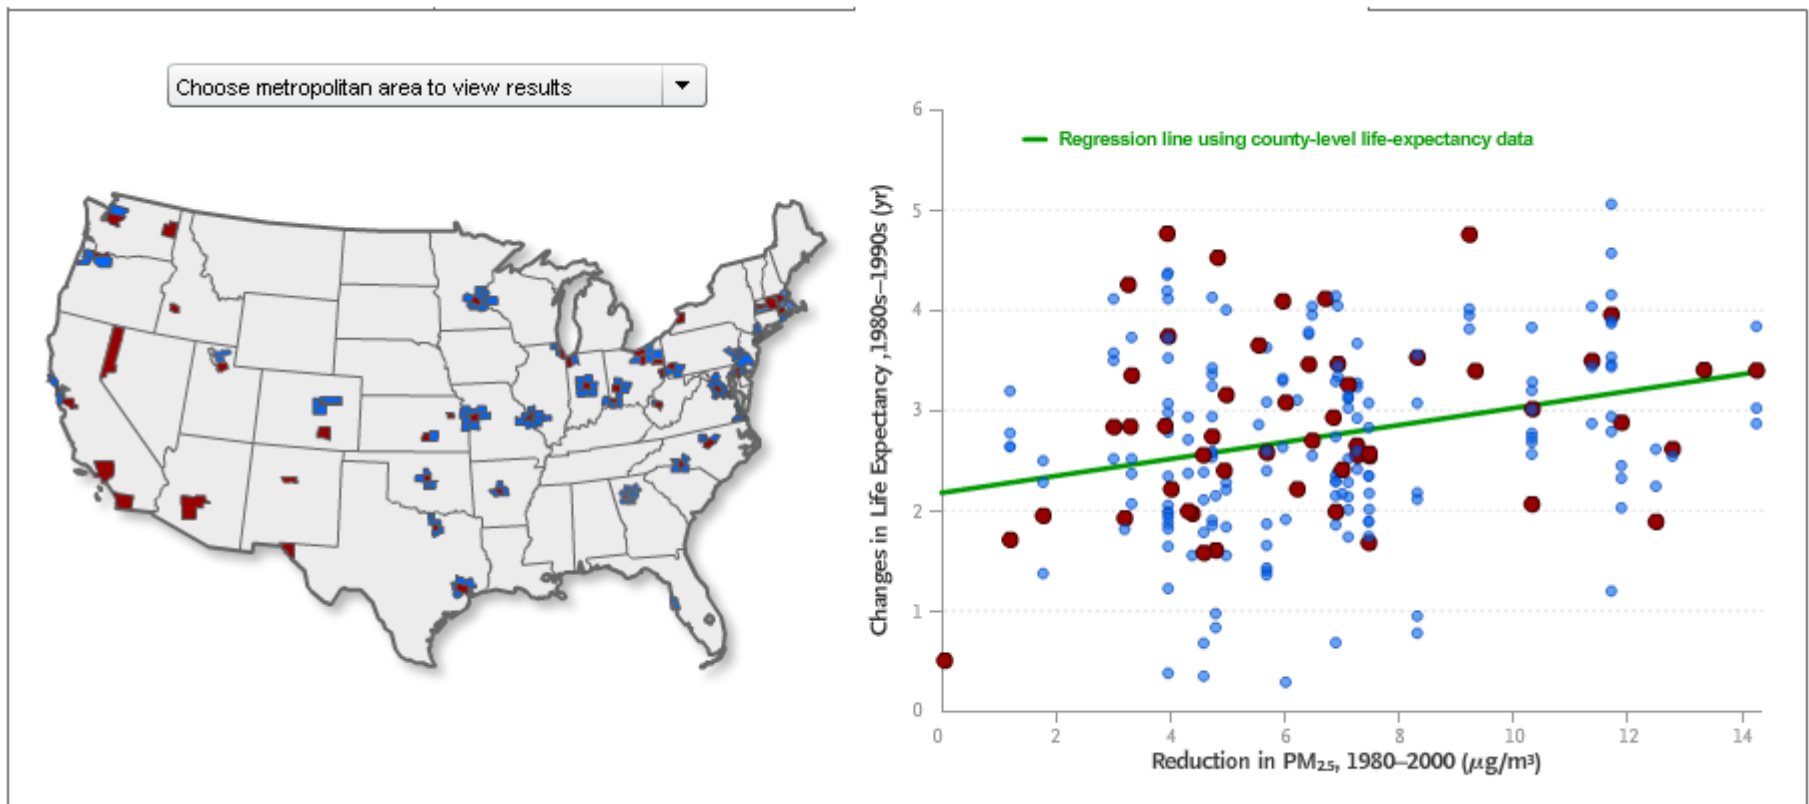 Choose metropolitan area to view results
Regression line using county-level life-expectancy data
Changes in Life Expectancy ,1980s–1990s (yr)
6
5
4
3
2
1
0
0 2 4 6 8 10 12 14
Reduction in PM₂.₅, 1980–2000 (µg/m³)